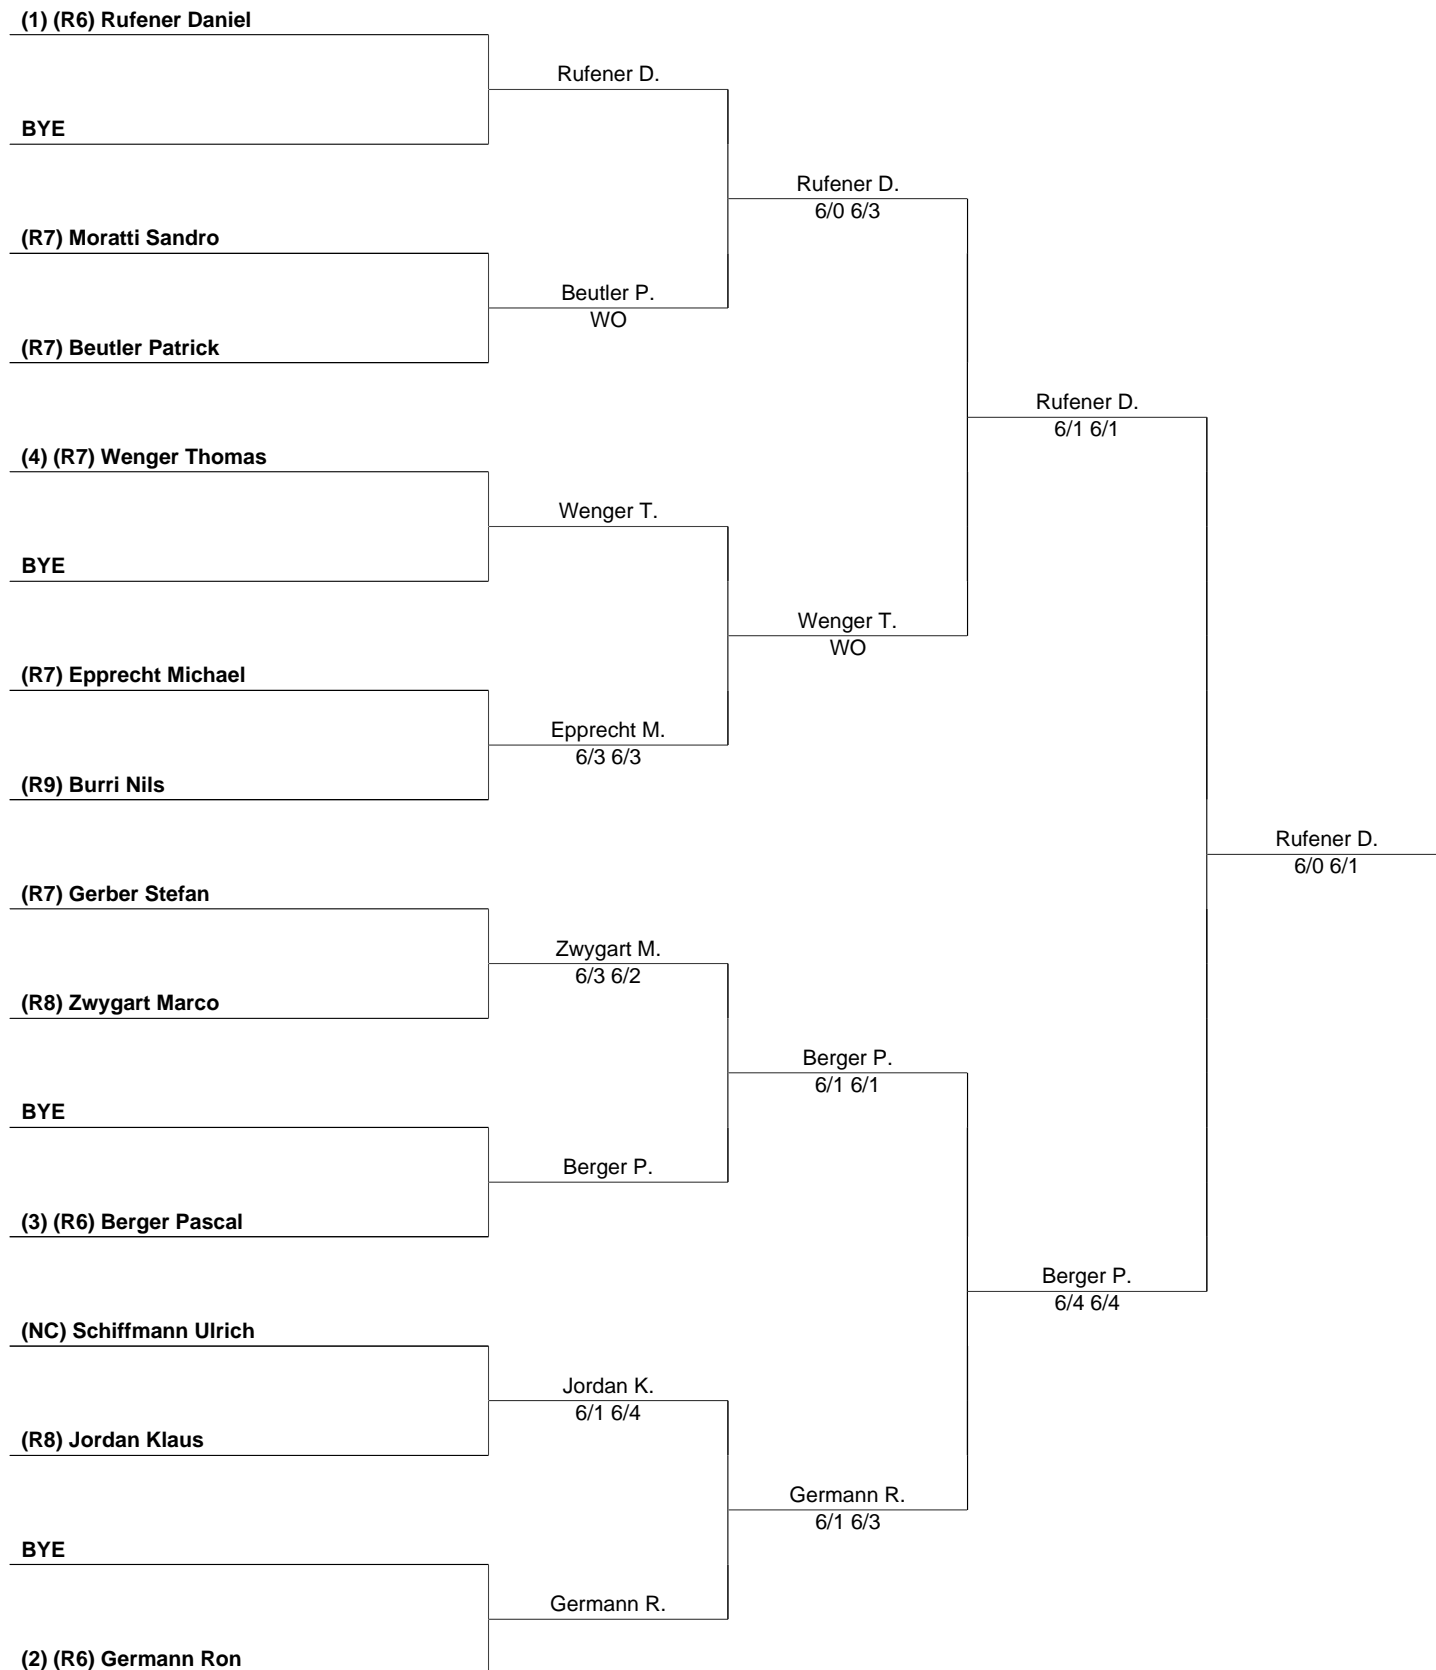 (1) (R6) Rufener Daniel
Rufener D.
BYE
Rufener D.
6/0 6/3
(R7) Moratti Sandro
Beutler P.
WO
(R7) Beutler Patrick
Rufener D.
6/1 6/1
(4) (R7) Wenger Thomas
Wenger T.
BYE
Wenger T.
WO
(R7) Epprecht Michael
Epprecht M.
6/3 6/3
(R9) Burri Nils
Rufener D.
6/0 6/1
(R7) Gerber Stefan
Zwygart M.
6/3 6/2
(R8) Zwygart Marco
Berger P.
6/1 6/1
BYE
Berger P.
(3) (R6) Berger Pascal
Berger P.
6/4 6/4
(NC) Schiffmann Ulrich
Jordan K.
6/1 6/4
(R8) Jordan Klaus
Germann R.
6/1 6/3
BYE
Germann R.
(2) (R6) Germann Ron